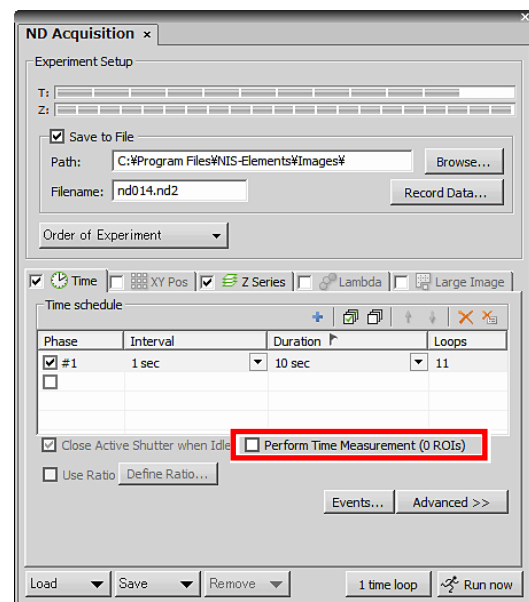 ND Acquisition ×
Experiment Setup
T:
Z:
Save to File
Path: C:¥Program Files¥NIS-Elements¥Images¥ Browse...
Filename: nd014.nd2 Record Data...
Order of Experiment
Time XY Pos Z Series Lambda Large Image
Time schedule
Phase Interval Duration Loops
#1 1 sec 10 sec 11
Close Active Shutter when Idle Perform Time Measurement (0 ROIs)
Use Ratio Define Ratio...
Events... Advanced >>
Load Save Remove 1 time loop Run now